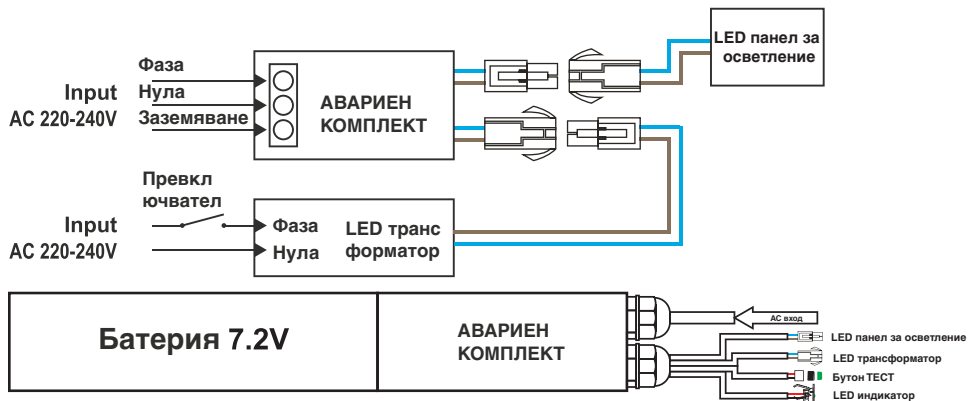 LED панел за
осветление
Фаза
Input
AC 220-240V
Нула
Заземяване
АВАРИЕН
КОМПЛЕКТ
Превкл
ючвател
Input
AC 220-240V
Фаза
Нула
LED транс
форматор
Батерия 7.2V
АВАРИЕН
КОМПЛЕКТ
АС вход
LED панел за осветление
LED трансформатор
Бутон ТЕСТ
LED индикатор